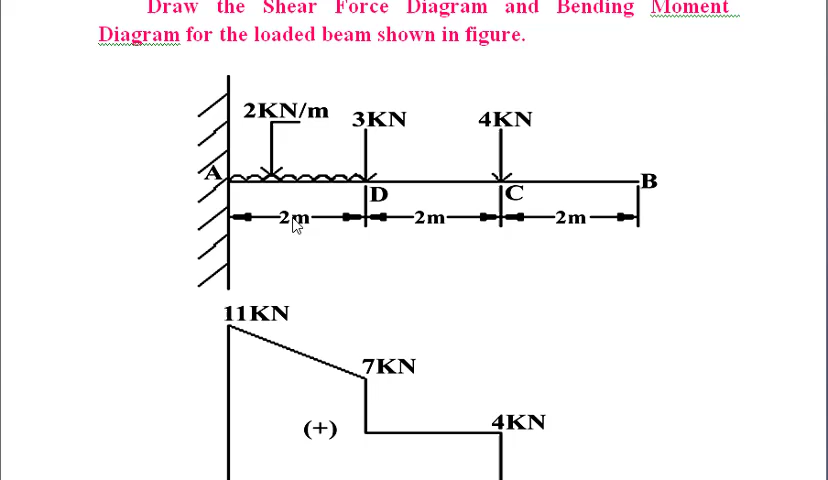 Draw the Shear Force Diagram and Bending Moment
Diagram for the loaded beam shown in figure.
2KN/m
3KN
4KN
A
B
D
C
2m
2m
2m
11KN
7KN
(+)
4KN